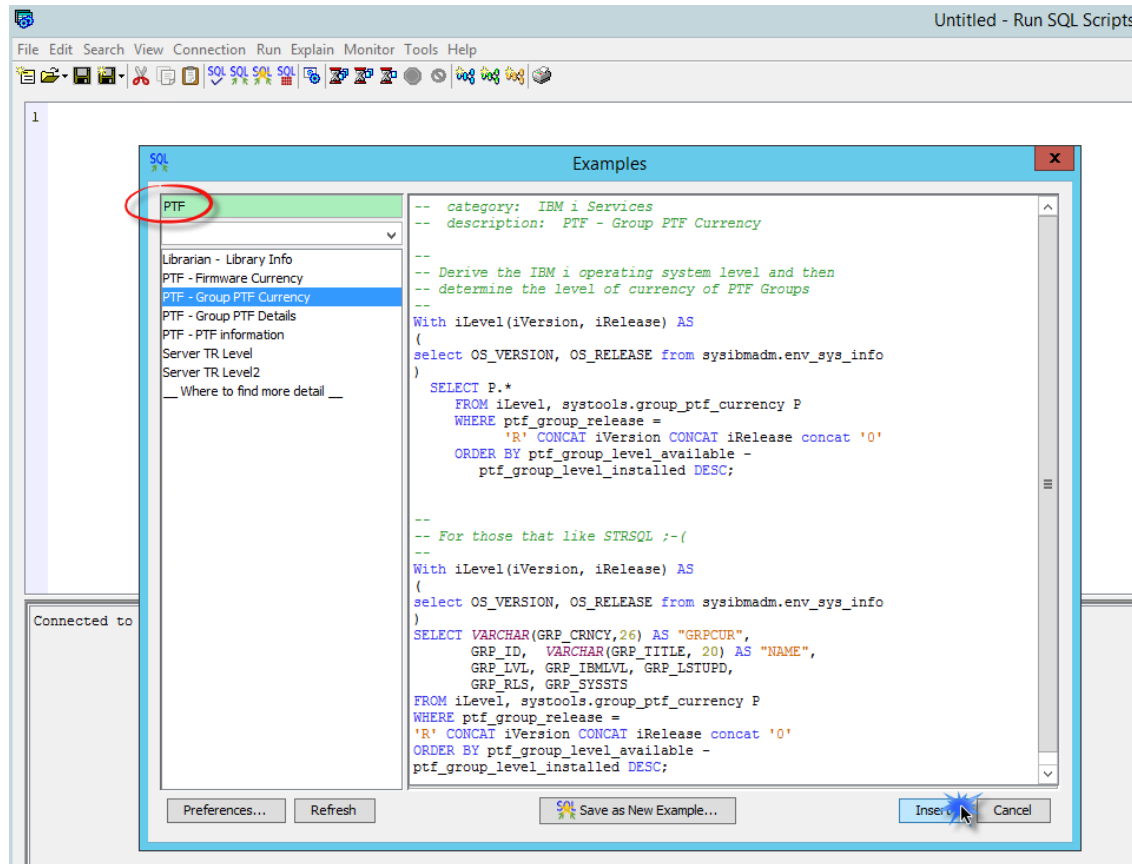 Untitled - Run SQL Scripts
File Edit Search View Connection Run Explain Monitor Tools Help
SQL SQL SQL SQL
1
SQL
Examples
PTF
Librarian - Library Info
PTF - Firmware Currency
PTF - Group PTF Currency
PTF - Group PTF Details
PTF - PTF information
Server TR Level
Server TR Level2
__ Where to find more detail __
-- category: IBM i Services
-- description: PTF - Group PTF Currency
--
-- Derive the IBM i operating system level and then
-- determine the level of currency of PTF Groups
--
With iLevel(iVersion, iRelease) AS
(
select OS_VERSION, OS_RELEASE from sysibmadm.env_sys_info
)
SELECT P.*
FROM iLevel, systools.group_ptf_currency P
WHERE ptf_group_release =
'R' CONCAT iVersion CONCAT iRelease concat '0'
ORDER BY ptf_group_level_available -
ptf_group_level_installed DESC;
--
-- For those that like STRSQL ;-(
--
With iLevel(iVersion, iRelease) AS
(
select OS_VERSION, OS_RELEASE from sysibmadm.env_sys_info
)
SELECT VARCHAR(GRP_CRNCY,26) AS "GRPCUR",
GRP_ID, VARCHAR(GRP_TITLE, 20) AS "NAME",
GRP_LVL, GRP_IBMLVL, GRP_LSTUPD,
GRP_RLS, GRP_SYSSTS
FROM iLevel, systools.group_ptf_currency P
WHERE ptf_group_release =
'R' CONCAT iVersion CONCAT iRelease concat '0'
ORDER BY ptf_group_level_available -
ptf_group_level_installed DESC;
Preferences... Refresh SQL Save as New Example... Insert Cancel
Connected to